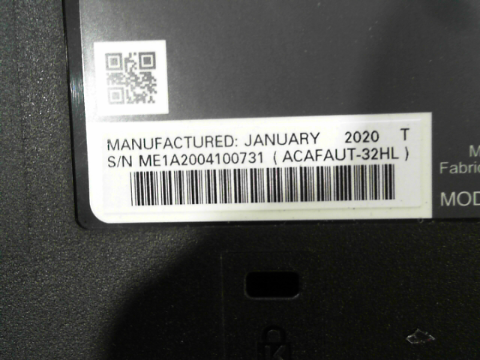 MANUFACTURED: JANUARY 2020 T
S/N ME1A2004100731 ( ACAFAUT-32HL )
M
Fabric
MOD